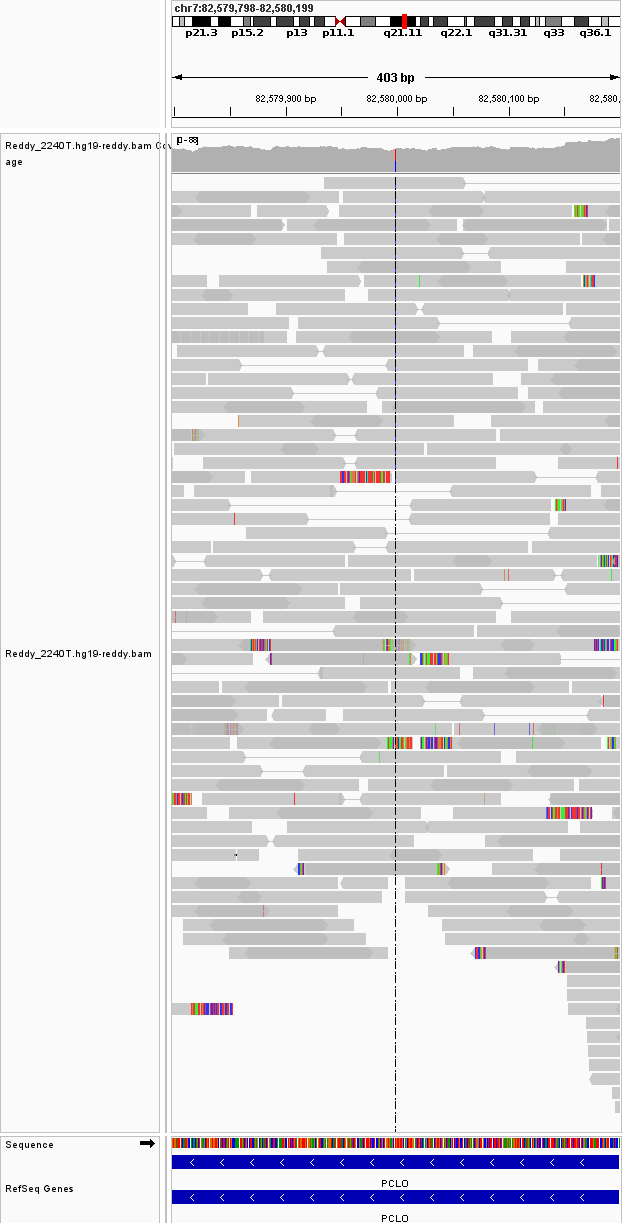 chr7:82,579,798-82,580,199
p21.3 p15.2 p13 p11.1 q21.11 q22.1 q31.31 q33 q36.1
403 bp
82,579,900 bp 82,580,000 bp 82,580,100 bp 82,580,
Reddy_2240T.hg19-reddy.bam Cov
age
Reddy_2240T.hg19-reddy.bam
Sequence
RefSeq Genes
PCLO
PCLO